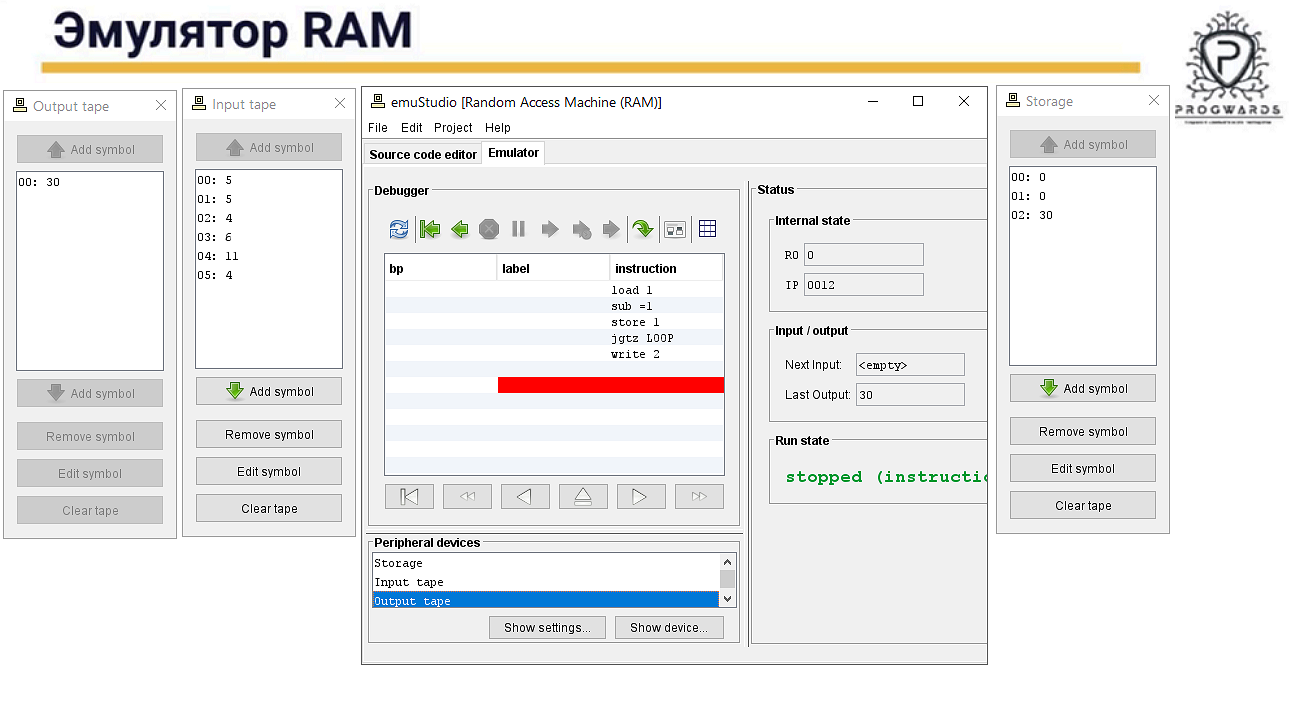 Эмулятор RAM
PROGWARDS
Output tape
Add symbol
00: 30
Add symbol
Remove symbol
Edit symbol
Clear tape
Input tape
Add symbol
00: 5
01: 5
02: 4
03: 6
04: 11
05: 4
Add symbol
Remove symbol
Edit symbol
Clear tape
emuStudio [Random Access Machine (RAM)]
File Edit Project Help
Source code editor Emulator
Debugger
bp label instruction
load 1
sub =1
store 1
jgtz LOOP
write 2
Peripheral devices
Storage
Input tape
Output tape
Show settings... Show device...
Status
Internal state
R0 0
IP 0012
Input / output
Next Input: <empty>
Last Output: 30
Run state
stopped (instructio
Storage
Add symbol
00: 0
01: 0
02: 30
Add symbol
Remove symbol
Edit symbol
Clear tape